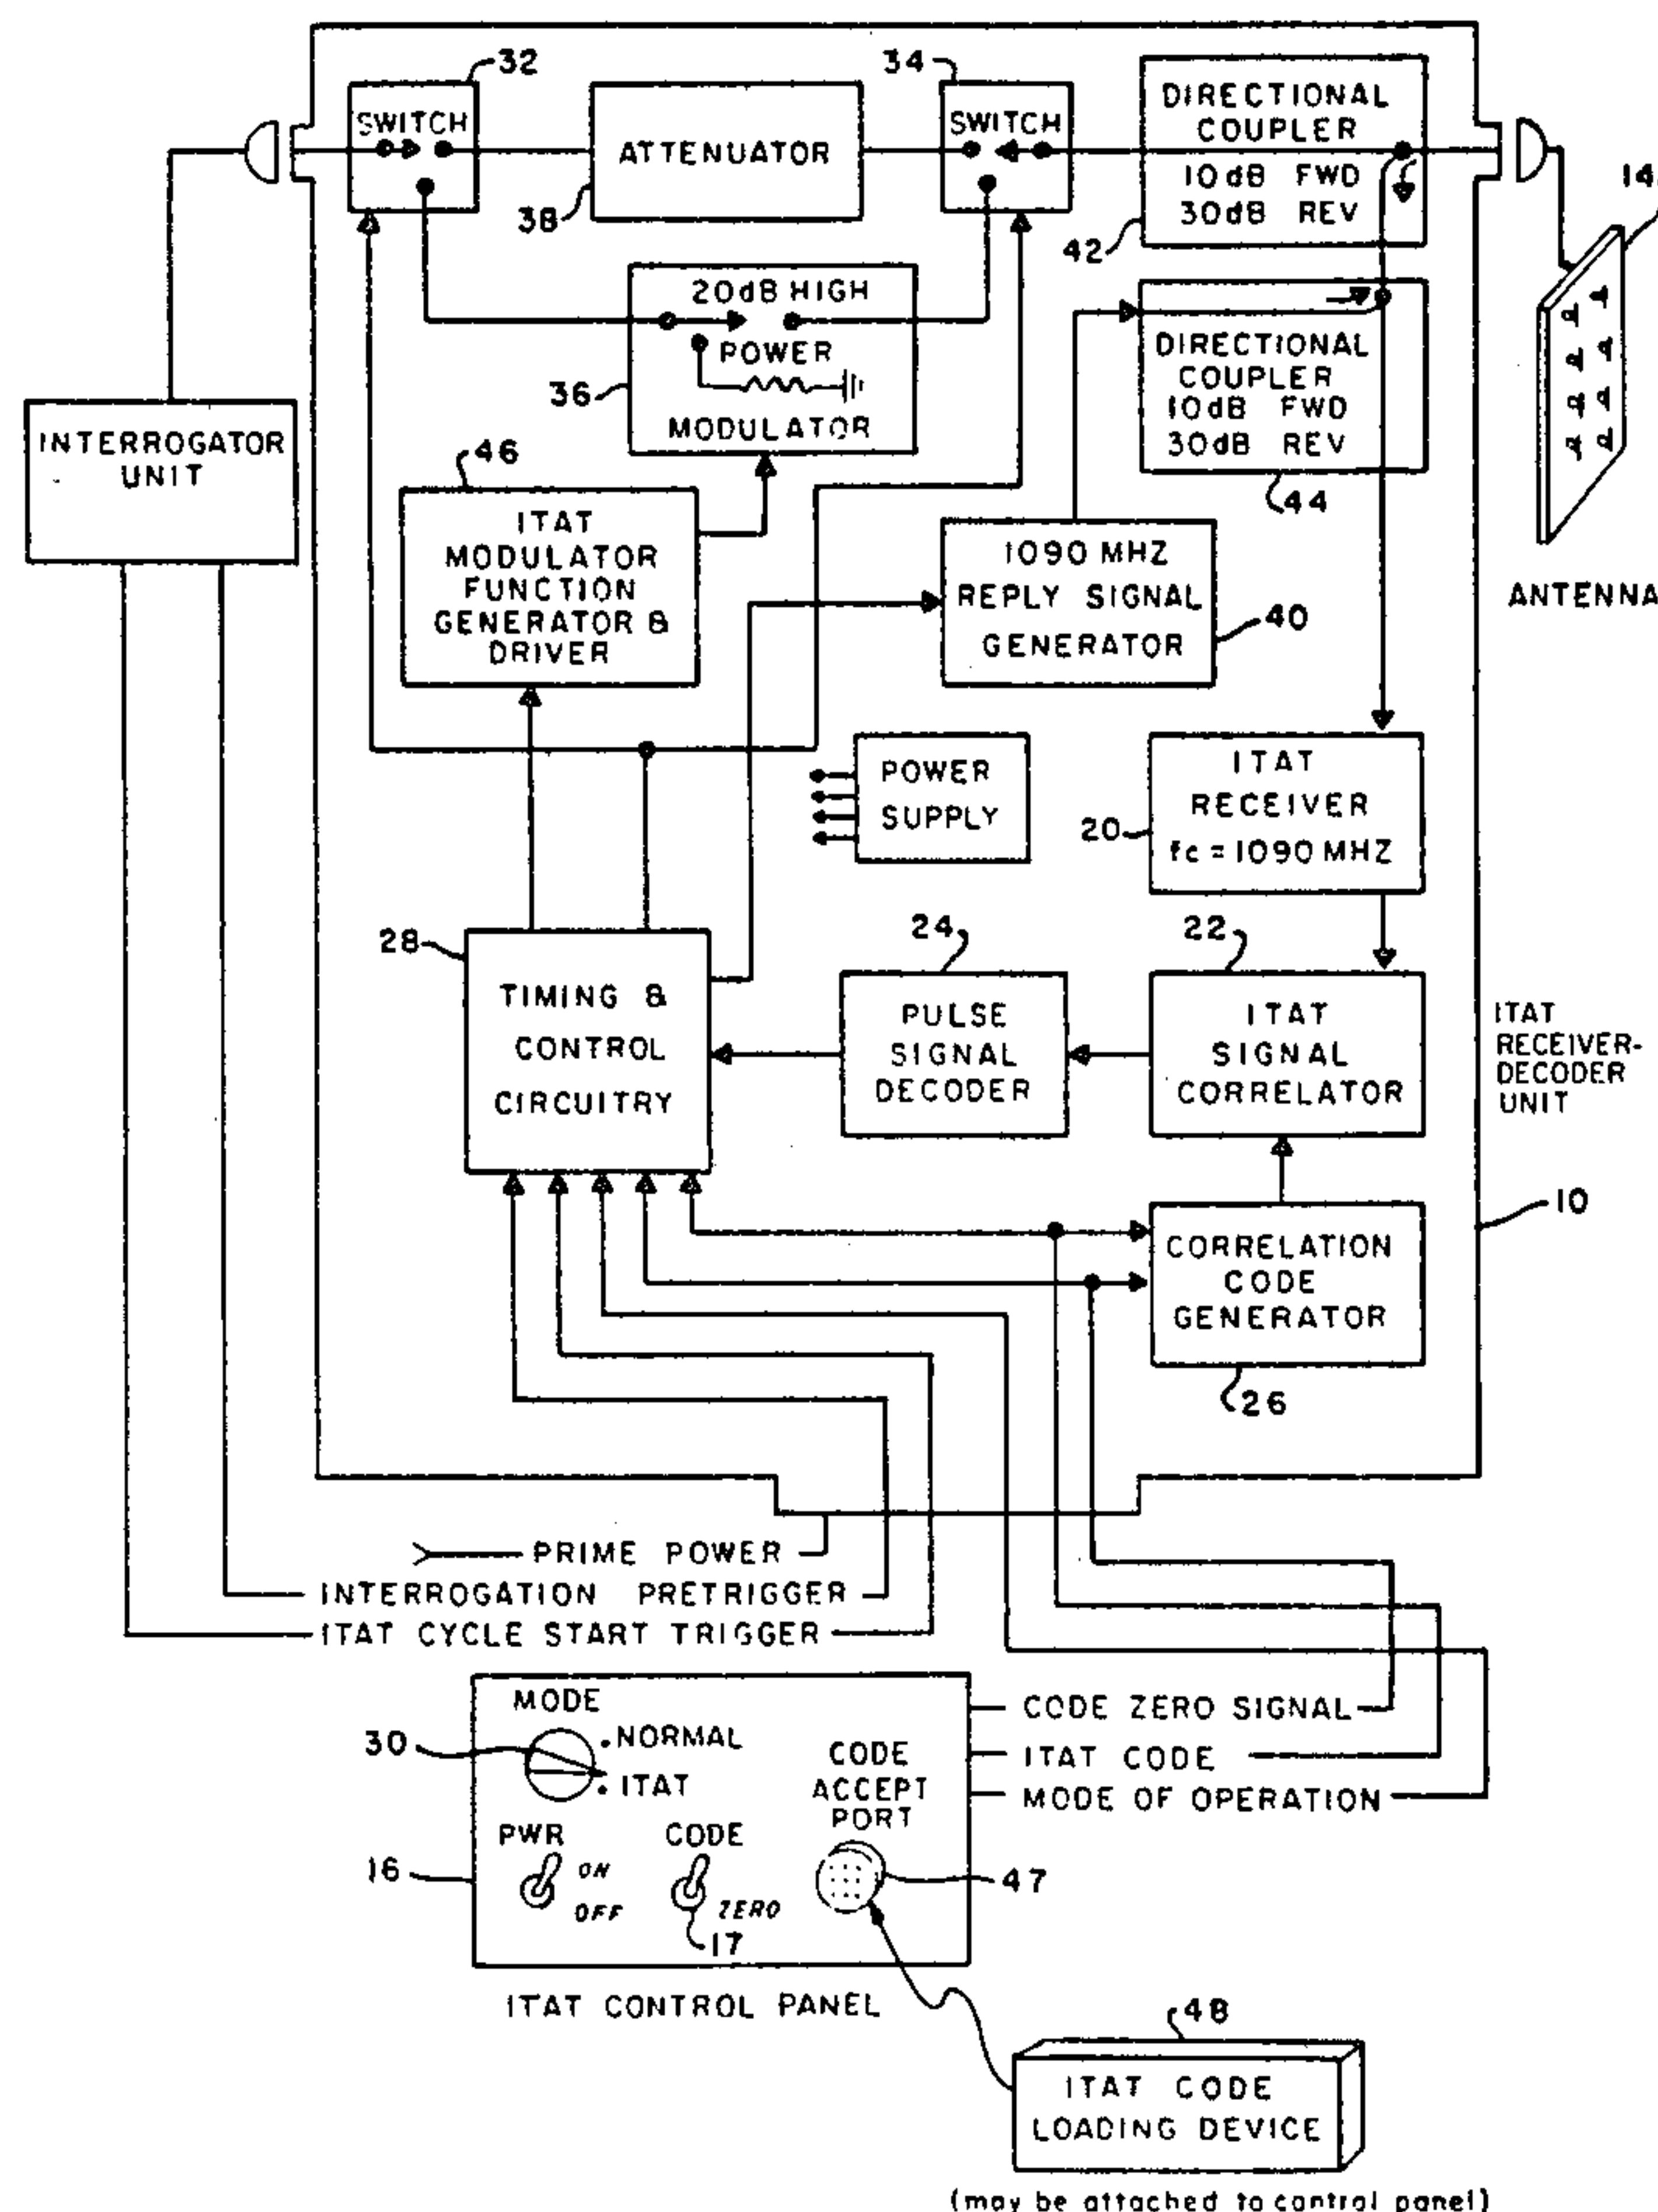 32
SWITCH
38
ATTENUATOR
34
SWITCH
DIRECTIONAL
COUPLER
10dB FWD
30dB REV
42
14
20dB HIGH
POWER
MODULATOR
36
DIRECTIONAL
COUPLER
10dB FWD
30dB REV
44
INTERROGATOR
UNIT
46
ITAT
MODULATOR
FUNCTION
GENERATOR &
DRIVER
1090 MHZ
REPLY SIGNAL
GENERATOR
40
ANTENNA
POWER
SUPPLY
ITAT
RECEIVER
fc = 1090 MHZ
20
28
TIMING &
CONTROL
CIRCUITRY
24
PULSE
SIGNAL
DECODER
22
ITAT
SIGNAL
CORRELATOR
ITAT
RECEIVER-
DECODER
UNIT
10
CORRELATION
CODE
GENERATOR
26
PRIME POWER
INTERROGATION PRETRIGGER
ITAT CYCLE START TRIGGER
MODE
30
NORMAL
ITAT
CODE
ACCEPT
PORT
CODE ZERO SIGNAL
ITAT CODE
MODE OF OPERATION
PWR
ON
OFF
CODE
ZERO
16
17
47
ITAT CONTROL PANEL
48
ITAT CODE
LOADING DEVICE
(may be attached to control panel)